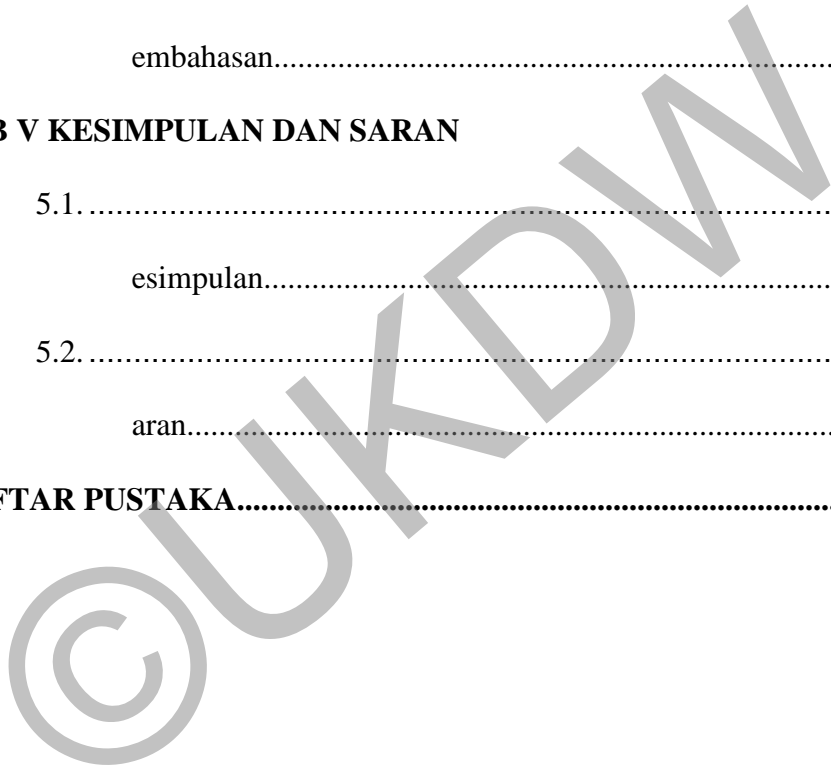 embahasan........................................................................
B V KESIMPULAN DAN SARAN
5.1. ........................................................................
esimpulan........................................................................
5.2. ........................................................................
aran........................................................................
FTAR PUSTAKA........................................................................
©UKDW